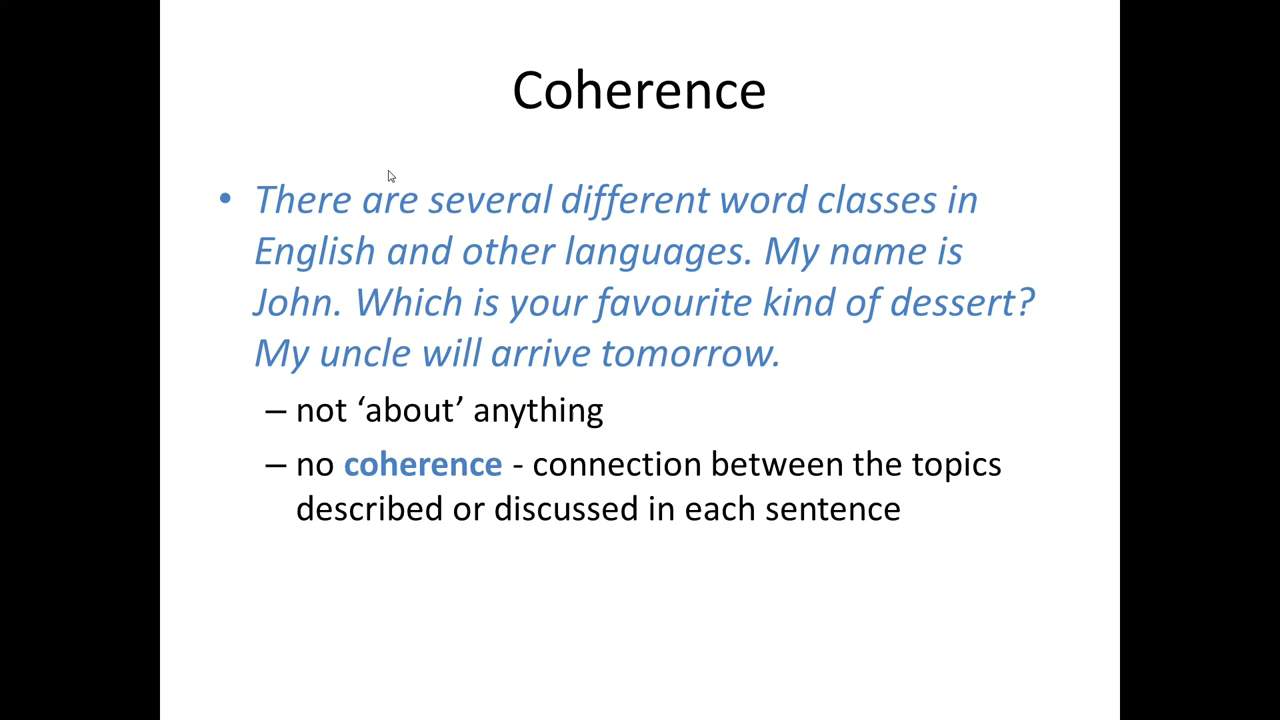 Coherence
• There are several different word classes in
English and other languages. My name is
John. Which is your favourite kind of dessert?
My uncle will arrive tomorrow.
– not ‘about’ anything
– no coherence - connection between the topics
described or discussed in each sentence